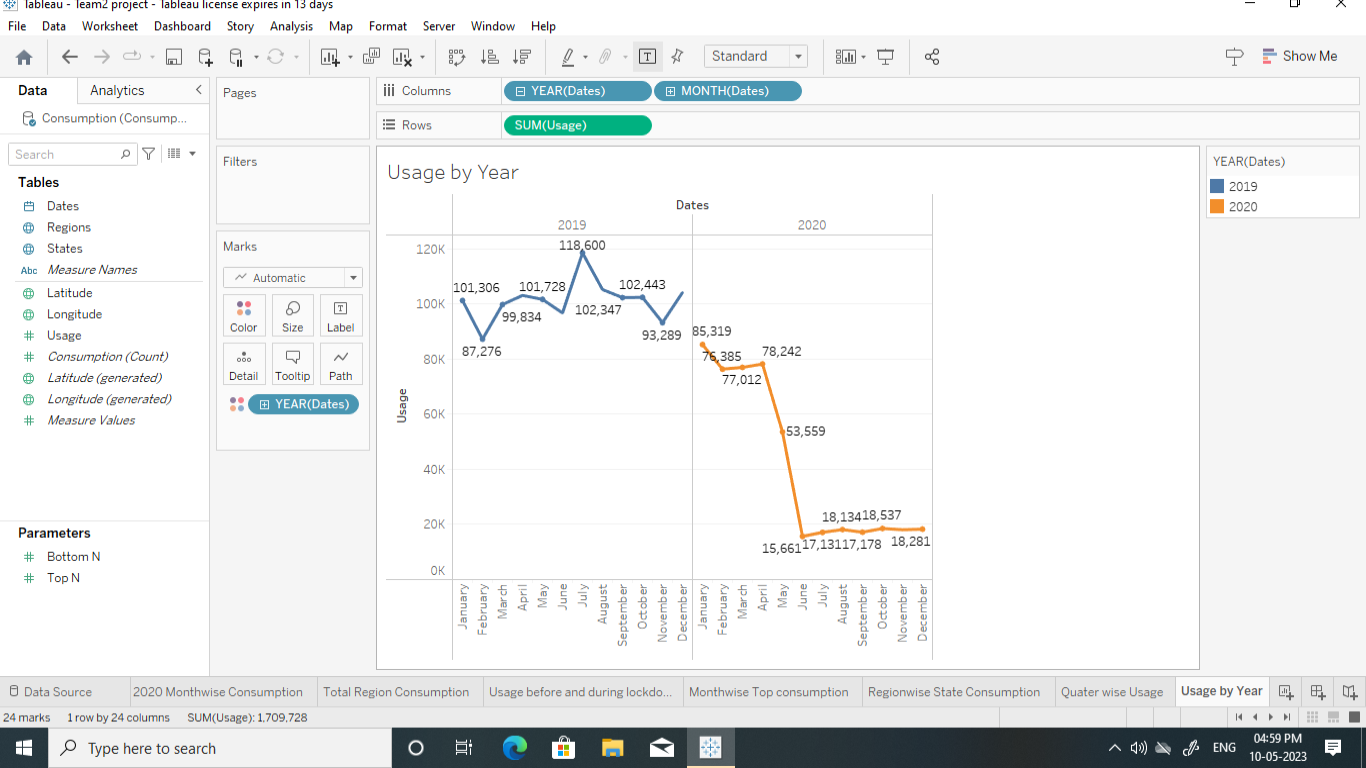 Tableau - Team2 project - Tableau license expires in 13 days
File Data Worksheet Dashboard Story Analysis Map Format Server Window Help
Standard
Show Me
Data Analytics
Consumption (Consump...
Search
Tables
Dates
Regions
States
Abc Measure Names
Latitude
Longitude
Usage
Consumption (Count)
Latitude (generated)
Longitude (generated)
Measure Values
Parameters
Bottom N
Top N
Pages
Filters
Marks
Automatic
Color Size Label
Detail Tooltip Path
YEAR(Dates)
Columns YEAR(Dates) MONTH(Dates)
Rows SUM(Usage)
Usage by Year
Dates
2019 2020
Usage
120K
100K
80K
60K
40K
20K
0K
101,306
87,276
99,834
101,728
118,600
102,347
102,443
93,289
85,319
76,385
77,012
78,242
53,559
15,661
17,131
18,134
17,178
18,537
18,281
January February March April May June July August September October November December
January February March April May June July August September October November December
YEAR(Dates)
2019
2020
Data Source 2020 Monthwise Consumption Total Region Consumption Usage before and during lockdo... Monthwise Top consumption Regionwise State Consumption Quater wise Usage Usage by Year
24 marks 1 row by 24 columns SUM(Usage): 1,709,728
Type here to search
ENG
04:59 PM
10-05-2023